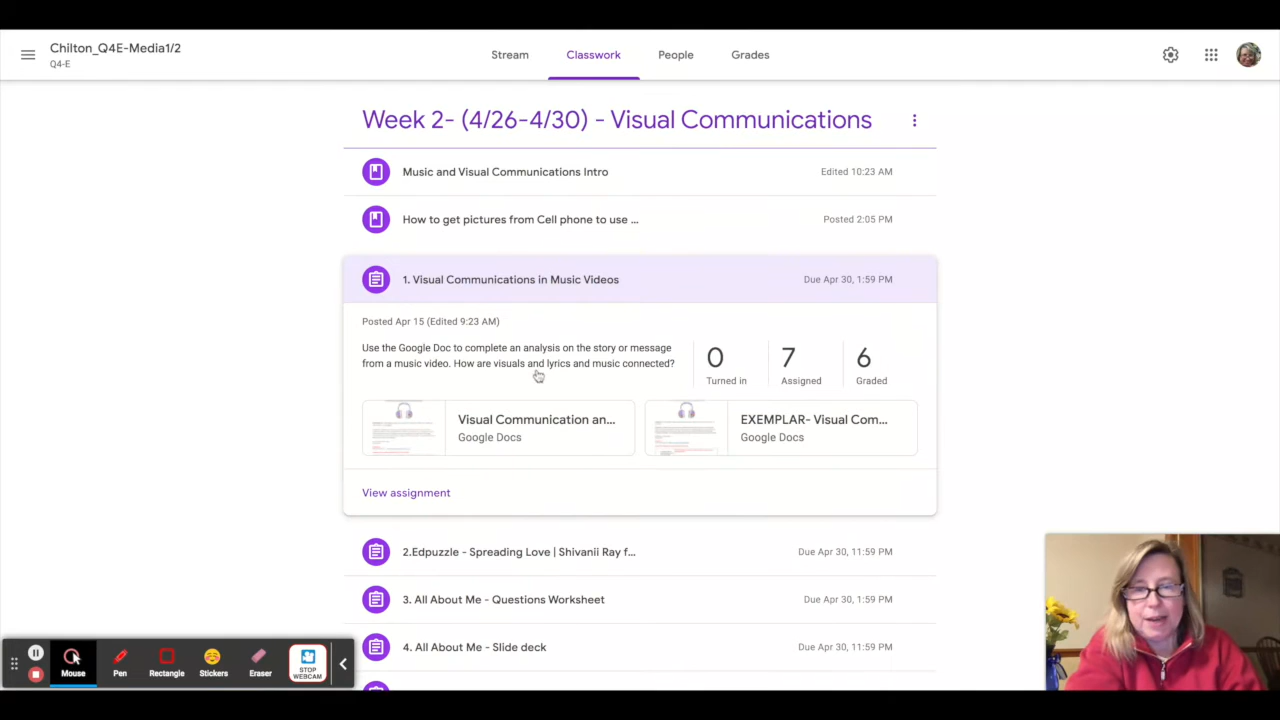 Chilton_Q4E-Media1/2
Q4-E
Stream
Classwork
People
Grades
Week 2- (4/26-4/30) - Visual Communications
Music and Visual Communications Intro
Edited 10:23 AM
How to get pictures from Cell phone to use ...
Posted 2:05 PM
1. Visual Communications in Music Videos
Due Apr 30, 1:59 PM
Posted Apr 15 (Edited 9:23 AM)
Use the Google Doc to complete an analysis on the story or message
from a music video. How are visuals and lyrics and music connected?
0
Turned in
7
Assigned
6
Graded
Visual Communication an...
Google Docs
EXEMPLAR- Visual Com...
Google Docs
View assignment
2.Edpuzzle - Spreading Love | Shivanii Ray f...
Due Apr 30, 11:59 PM
3. All About Me - Questions Worksheet
Due Apr 30, 1:59 PM
4. All About Me - Slide deck
Due Apr 30, 11:59 PM
Mouse
Pen
Rectangle
Stickers
Eraser
STOP
WEBCAM